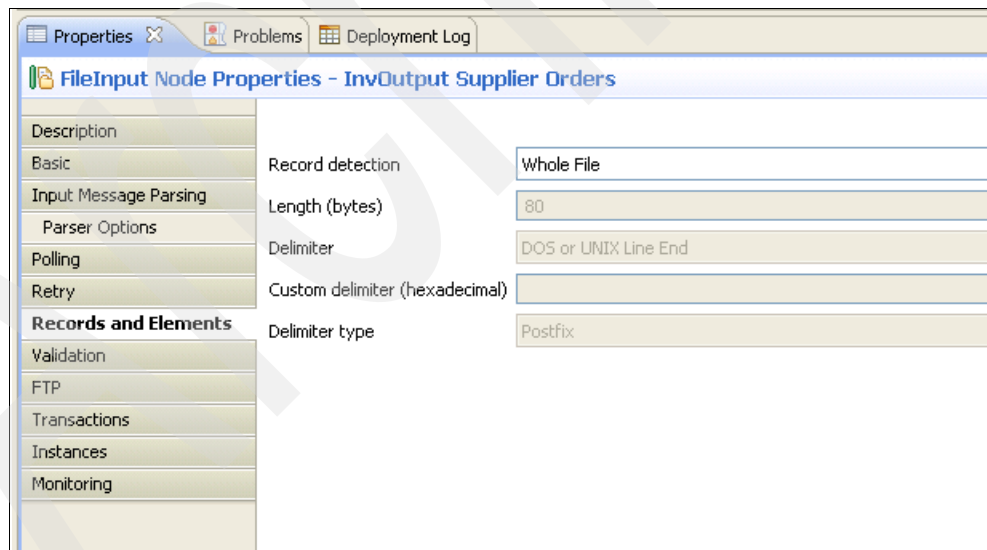 Properties Problems Deployment Log
FileInput Node Properties - InvOutput Supplier Orders
Description
Basic
Input Message Parsing
Parser Options
Polling
Retry
Records and Elements
Validation
FTP
Transactions
Instances
Monitoring
Record detection Whole File
Length (bytes) 80
Delimiter DOS or UNIX Line End
Custom delimiter (hexadecimal)
Delimiter type Postfix